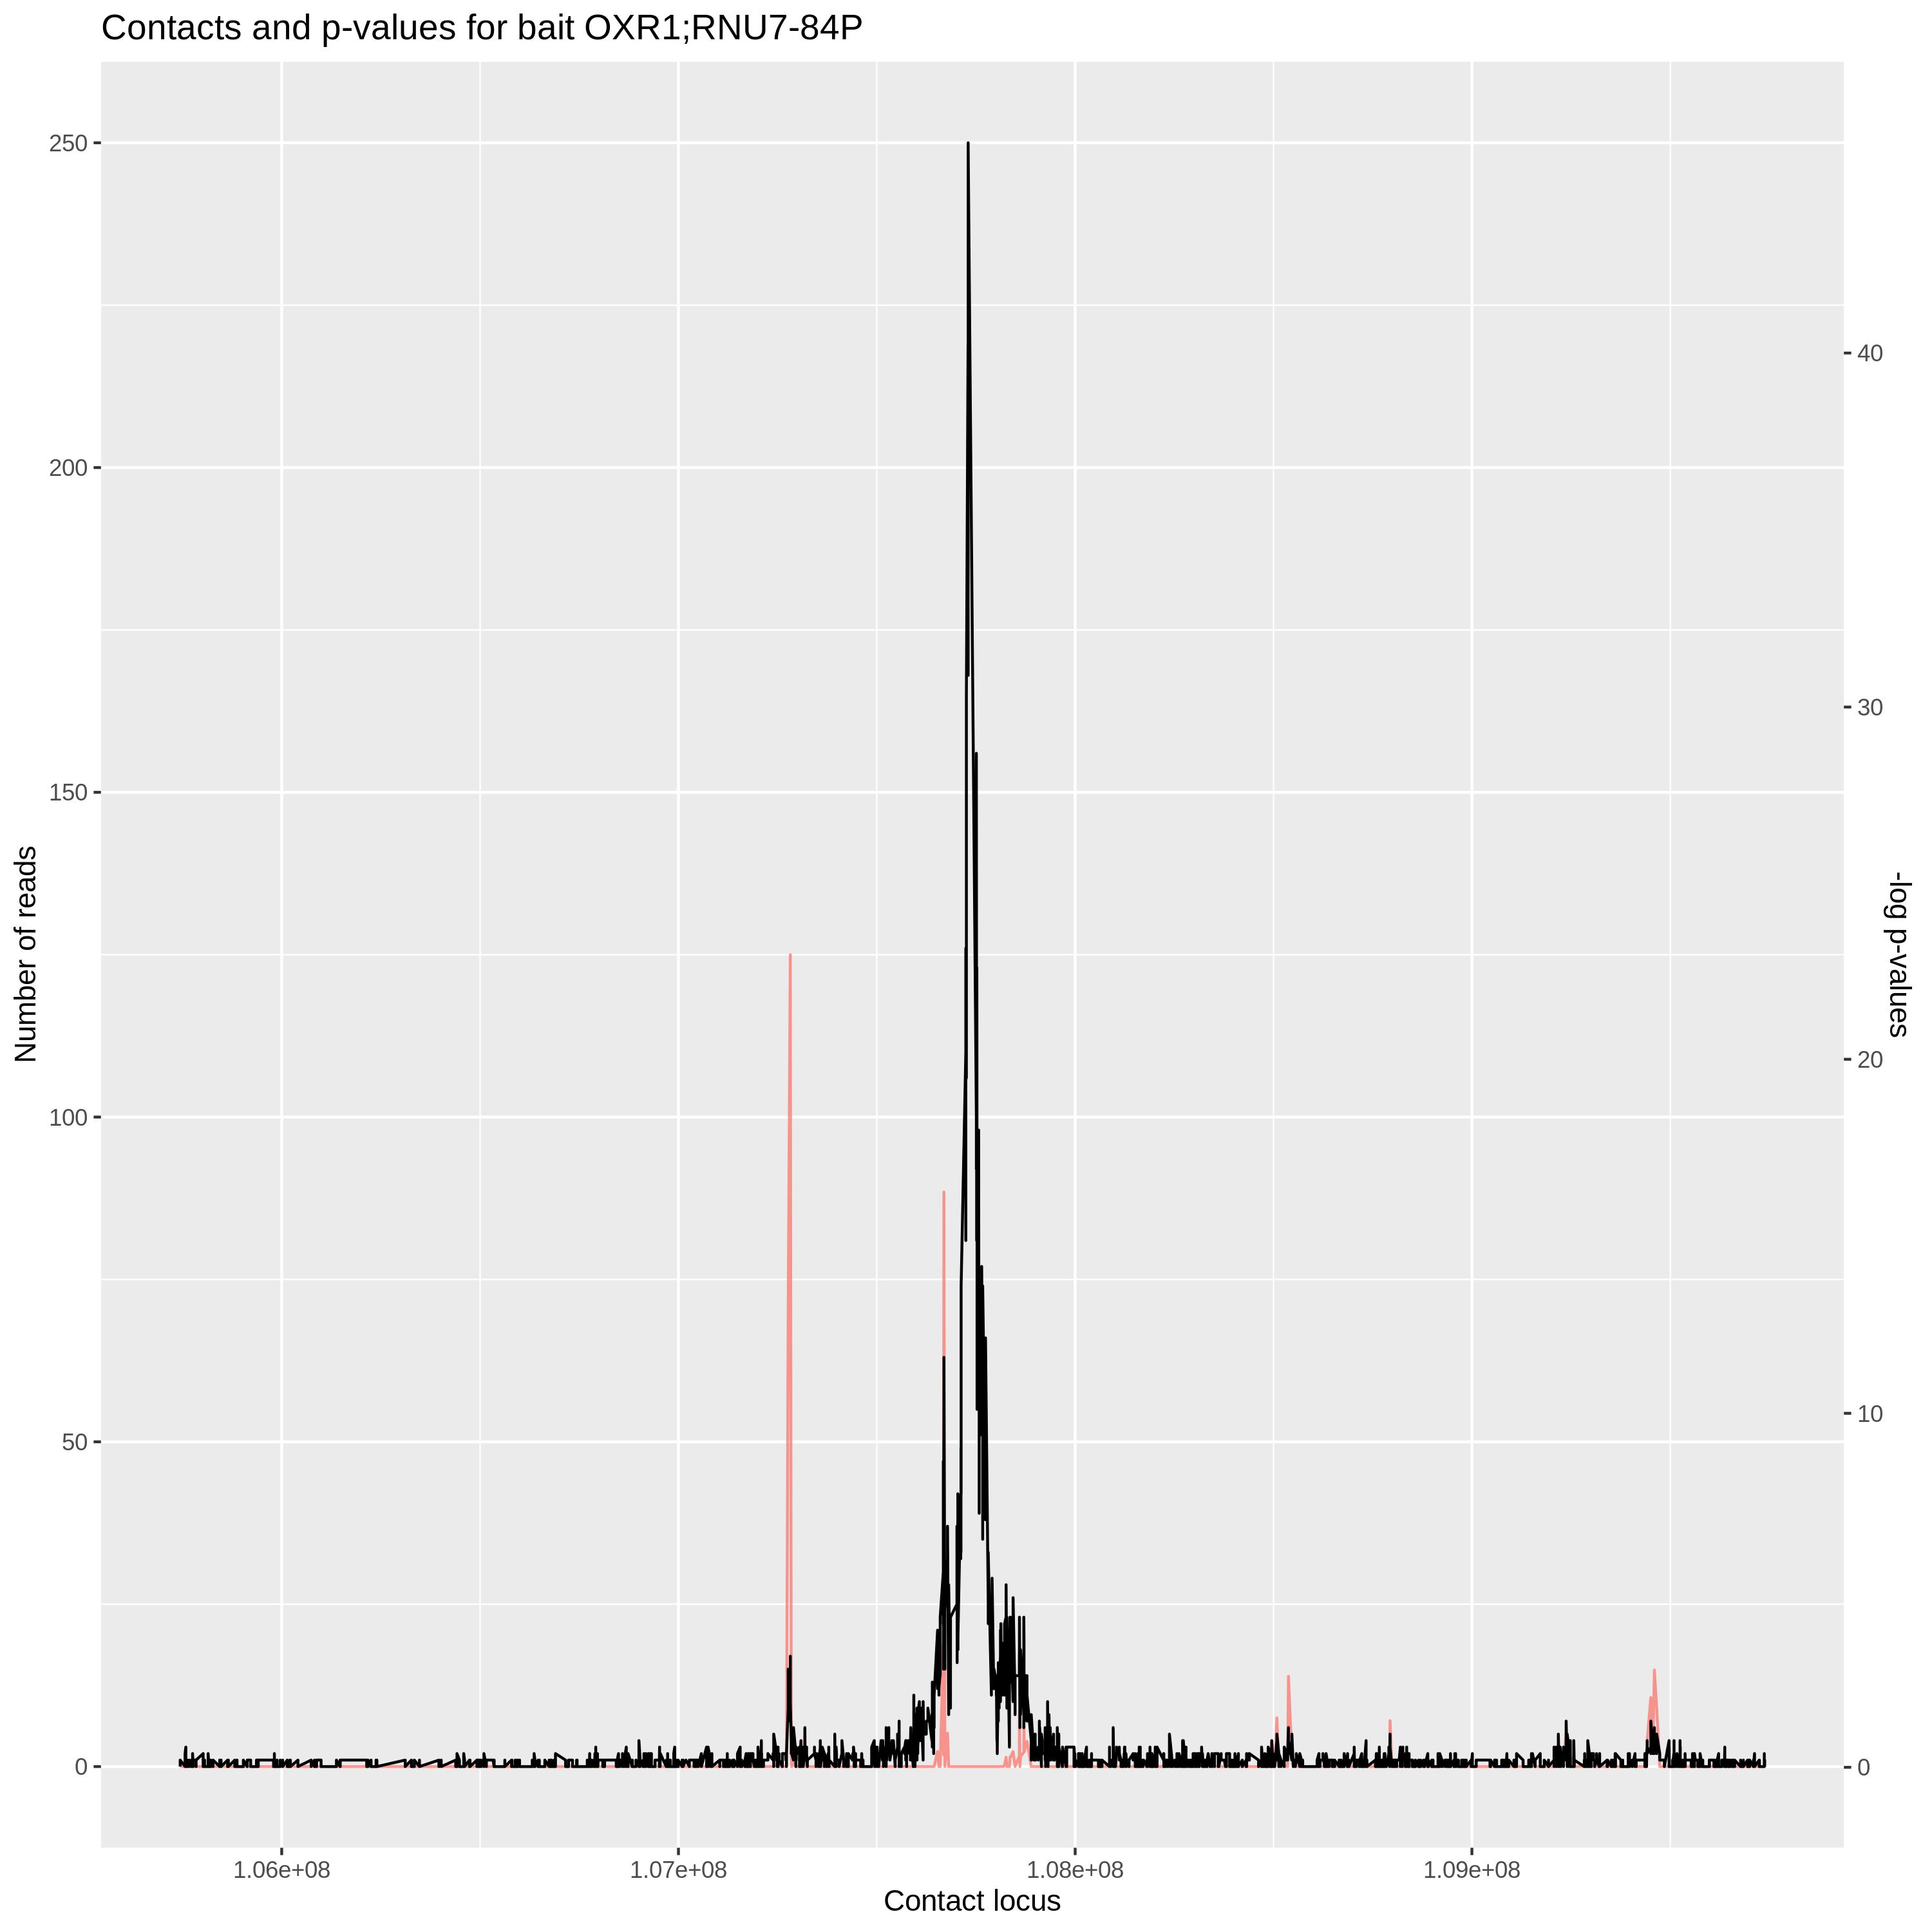 Contacts and p-values for bait OXR1;RNU7-84P
250
200
150
100
50
0
Number of reads
40
30
20
10
0
-log p-values
1.06e+08
1.07e+08
1.08e+08
1.09e+08
Contact locus